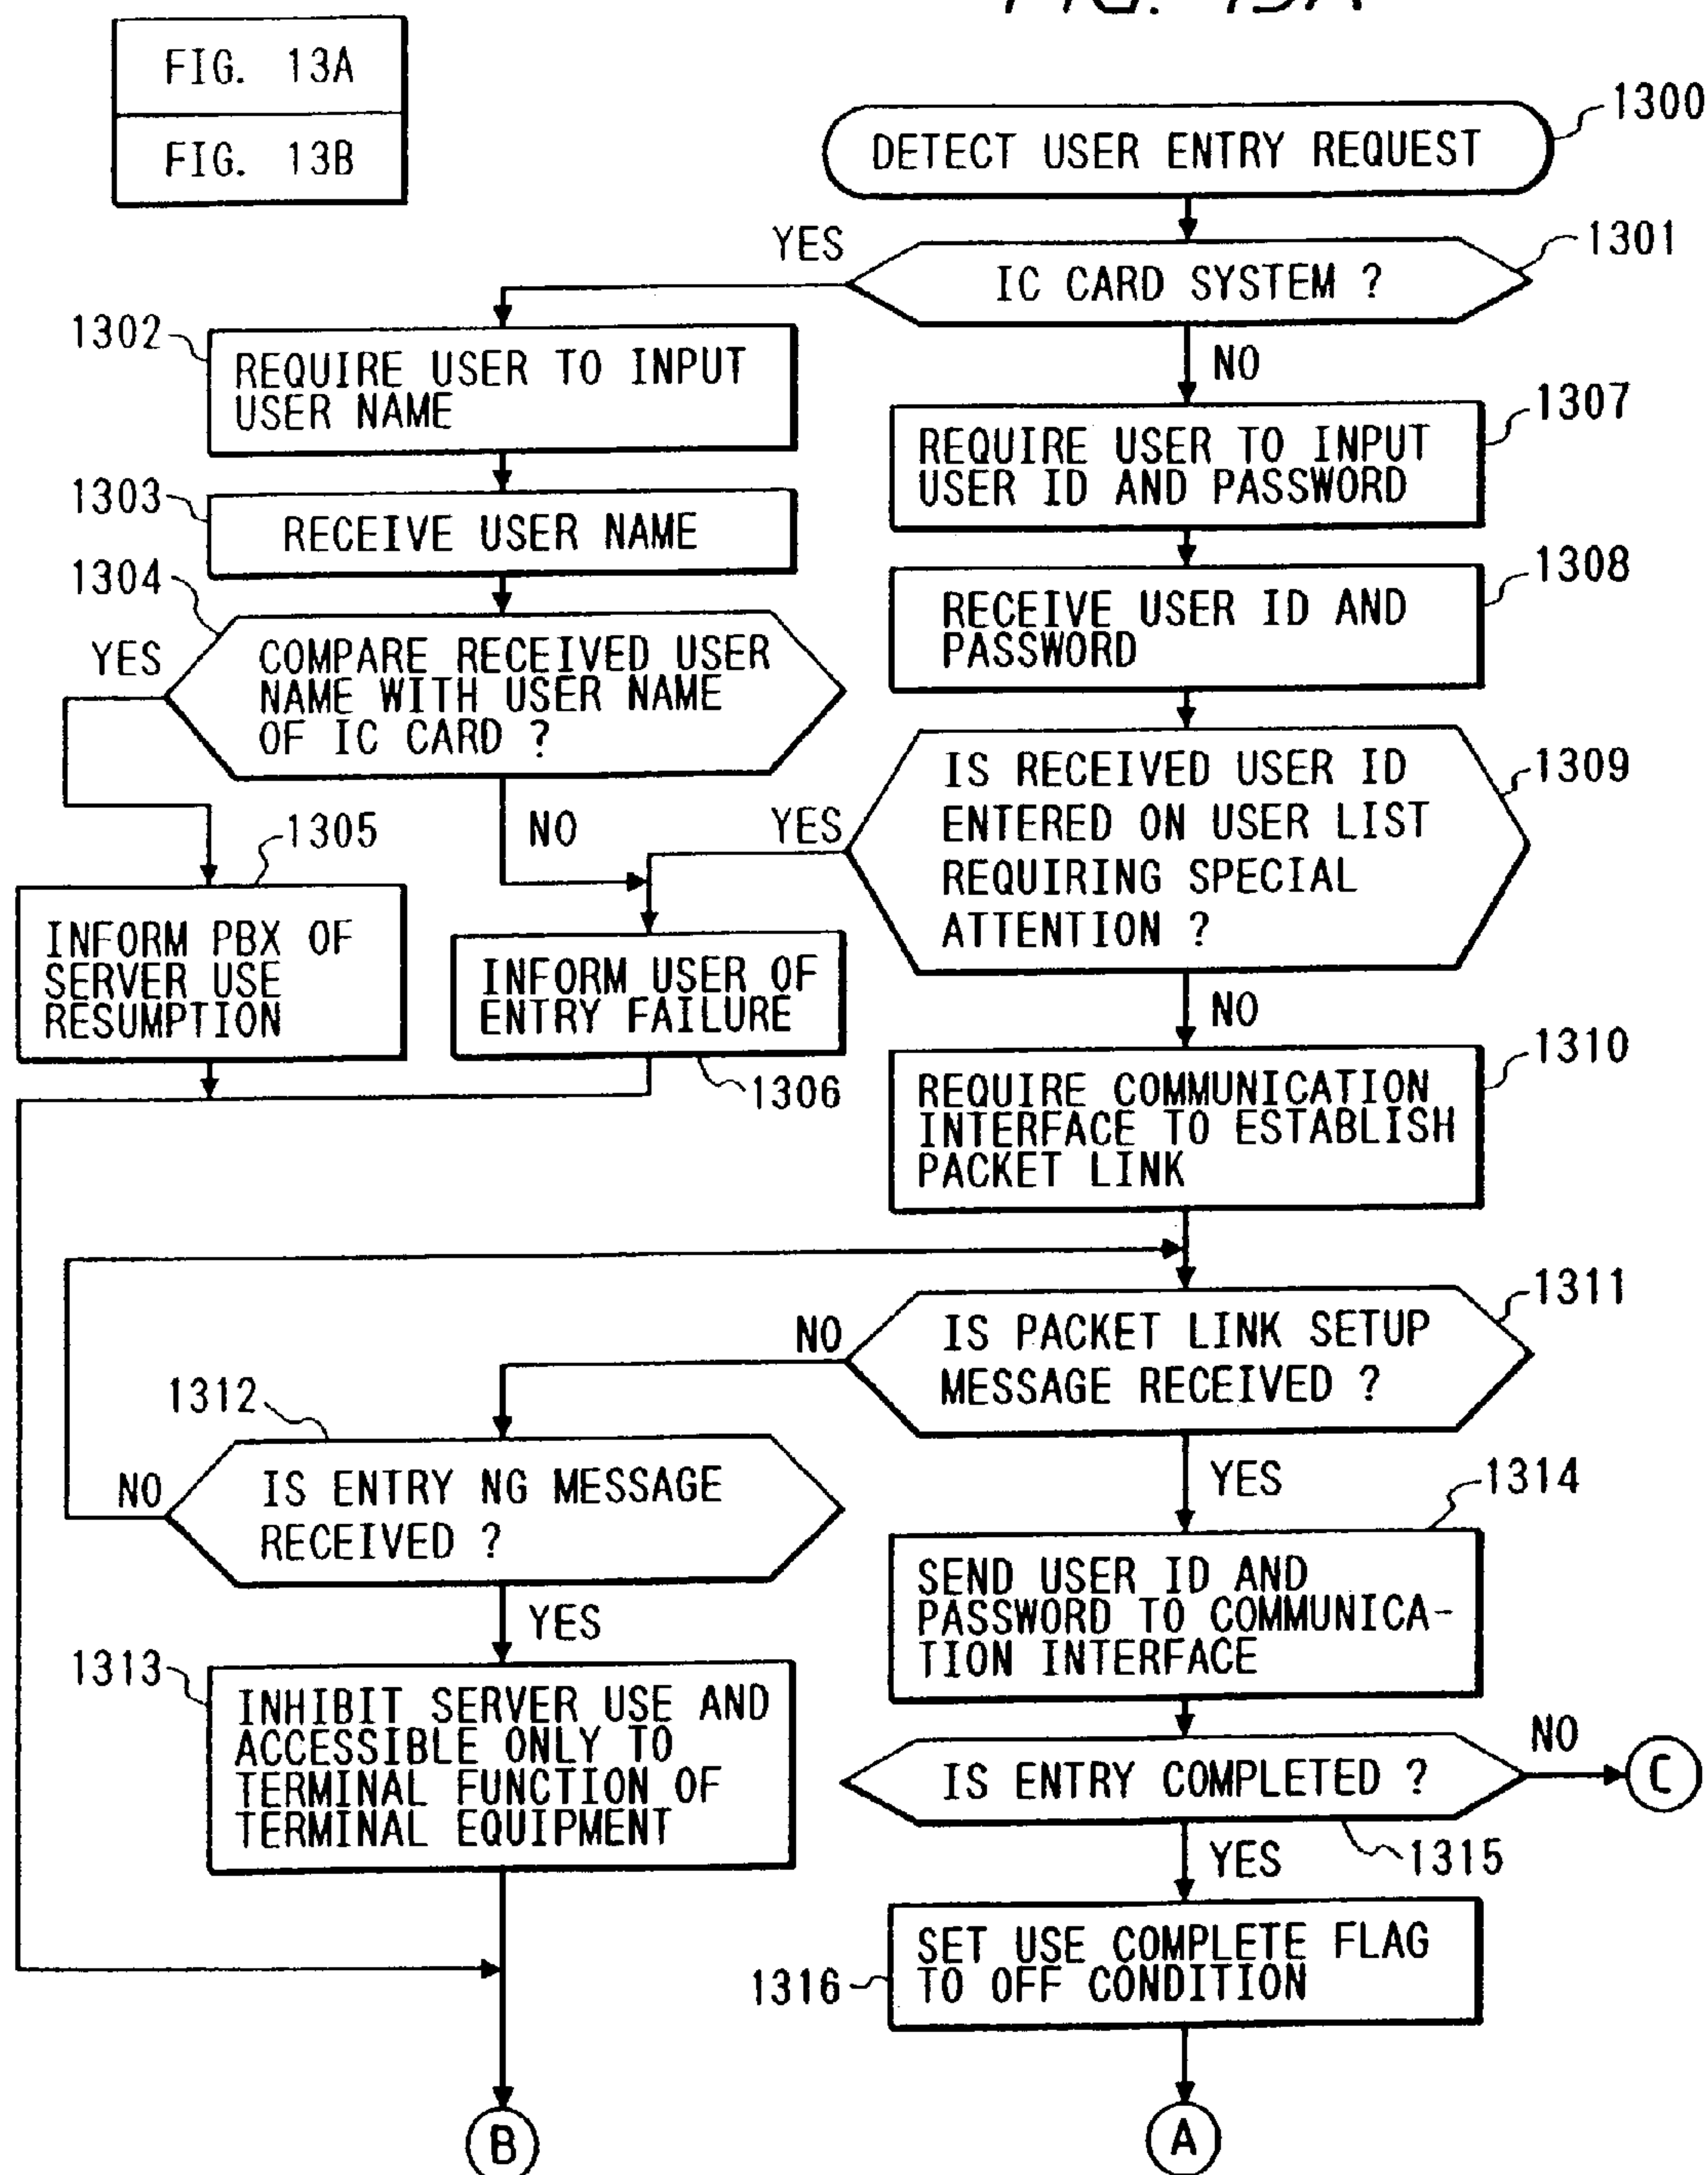 FIG. 13A
FIG. 13A
FIG. 13B
DETECT USER ENTRY REQUEST
1300
YES
IC CARD SYSTEM ?
1301
NO
1302
REQUIRE USER TO INPUT
USER NAME
1303
RECEIVE USER NAME
1304
YES
COMPARE RECEIVED USER
NAME WITH USER NAME
OF IC CARD ?
NO
1305
INFORM PBX OF
SERVER USE
RESUMPTION
INFORM USER OF
ENTRY FAILURE
1306
1307
REQUIRE USER TO INPUT
USER ID AND PASSWORD
1308
RECEIVE USER ID AND
PASSWORD
1309
YES
IS RECEIVED USER ID
ENTERED ON USER LIST
REQUIRING SPECIAL
ATTENTION ?
NO
1310
REQUIRE COMMUNICATION
INTERFACE TO ESTABLISH
PACKET LINK
1311
NO
IS PACKET LINK SETUP
MESSAGE RECEIVED ?
YES
1312
NO
IS ENTRY NG MESSAGE
RECEIVED ?
YES
1313
INHIBIT SERVER USE AND
ACCESSIBLE ONLY TO
TERMINAL FUNCTION OF
TERMINAL EQUIPMENT
1314
SEND USER ID AND
PASSWORD TO COMMUNICA-
TION INTERFACE
IS ENTRY COMPLETED ?
NO
C
1315
YES
SET USE COMPLETE FLAG
TO OFF CONDITION
1316
B
A